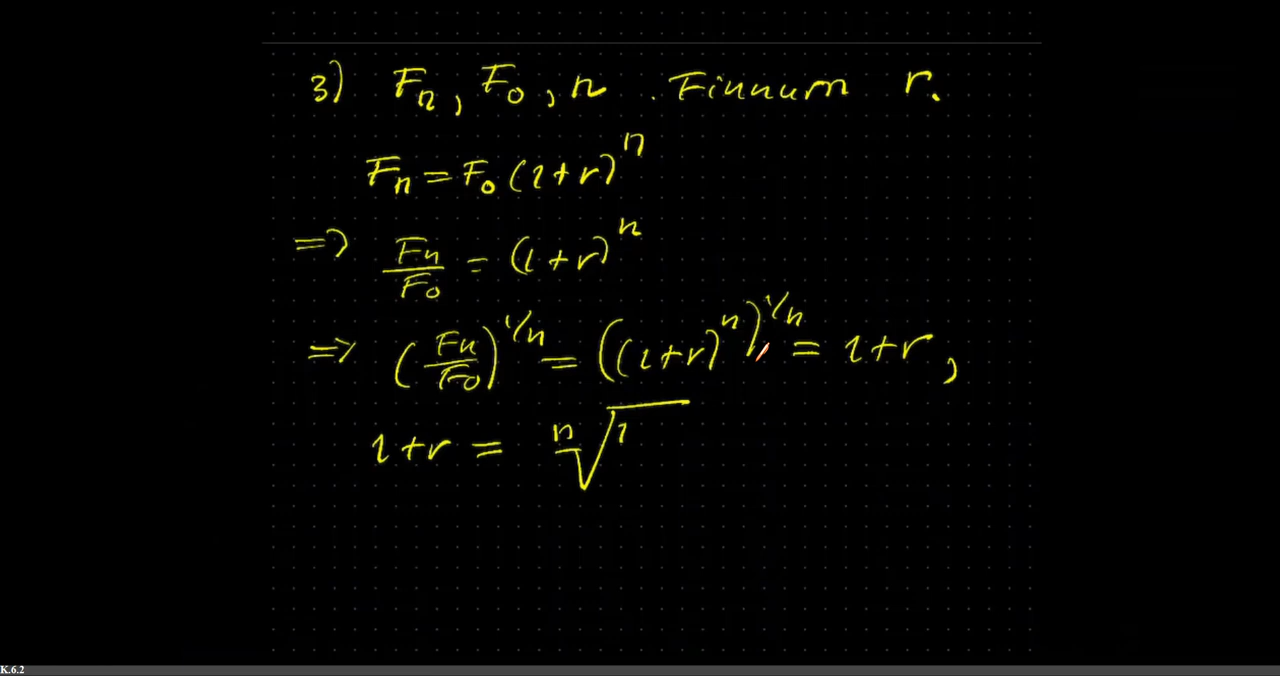 3) Fₙ, F₀, n. Finnum r.
Fₙ = F₀ (1+r)ⁿ
=> Fₙ/F₀ = (1+r)ⁿ
=> (Fₙ/F₀)^(1/n) = ((1+r)ⁿ)^(1/n) = 1+r,
1+r = ⁿ√
K.6.2